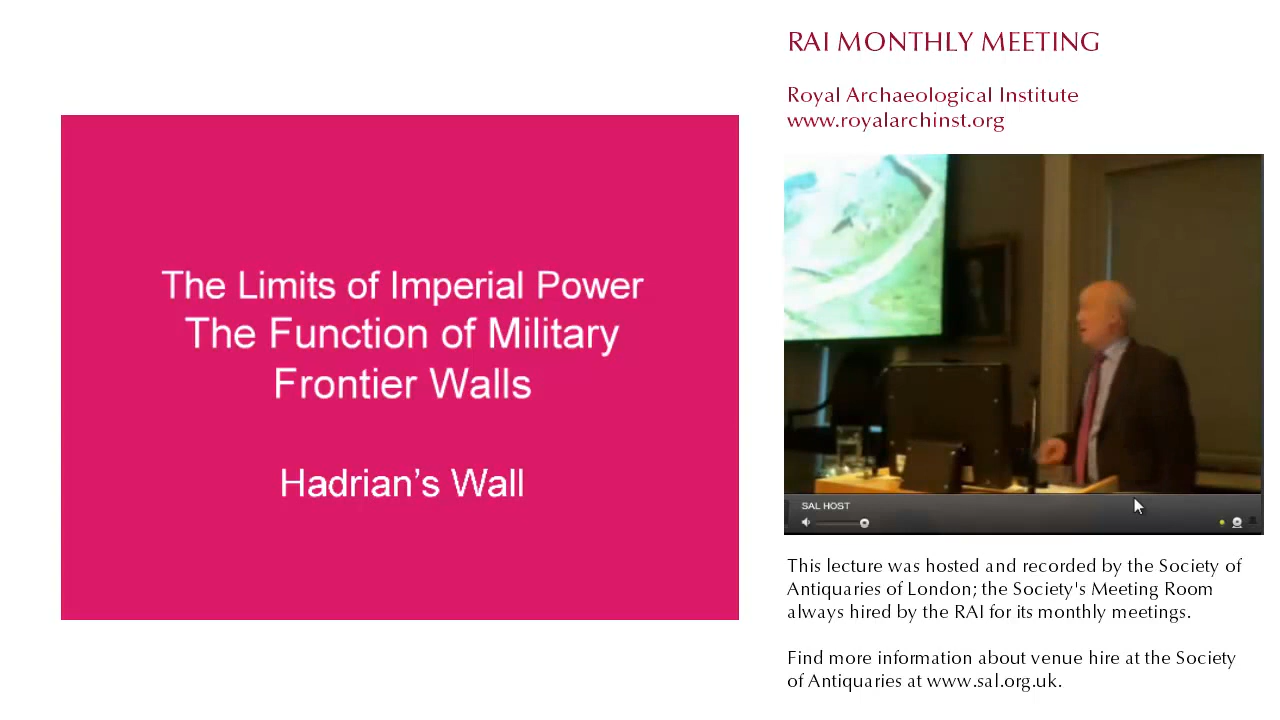 The Limits of Imperial Power
The Function of Military
Frontier Walls
Hadrian's Wall
RAI MONTHLY MEETING
Royal Archaeological Institute
www.royalarchinst.org
SAL HOST
This lecture was hosted and recorded by the Society of
Antiquaries of London; the Society's Meeting Room
always hired by the RAI for its monthly meetings.
Find more information about venue hire at the Society
of Antiquaries at www.sal.org.uk.